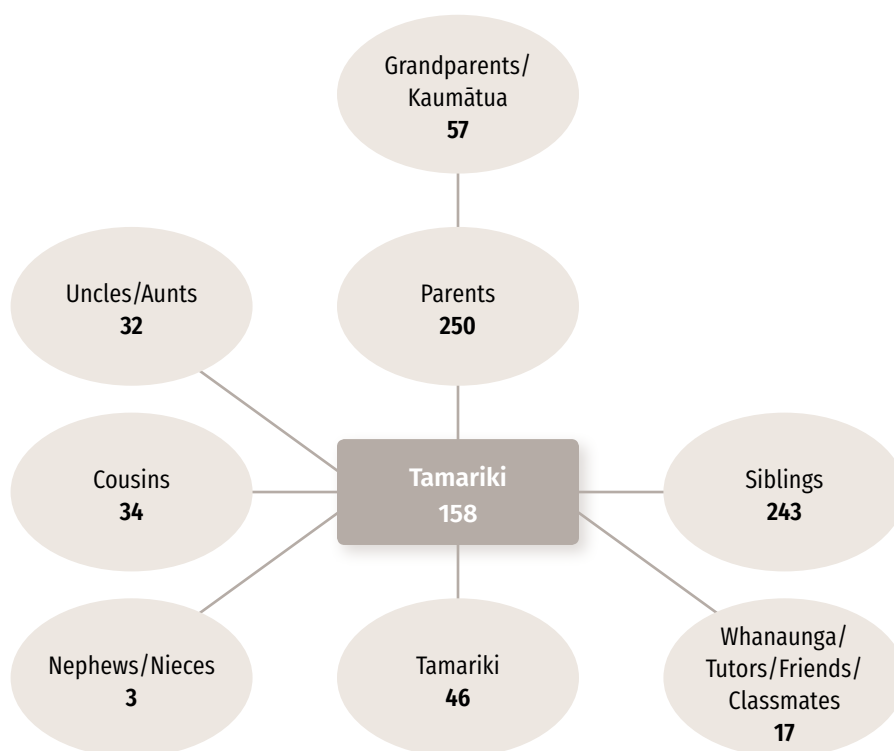 Grandparents/
Kaumātua
57
Uncles/Aunts
32
Parents
250
Cousins
34
Tamariki
158
Siblings
243
Nephews/Nieces
3
Tamariki
46
Whanaunga/
Tutors/Friends/
Classmates
17